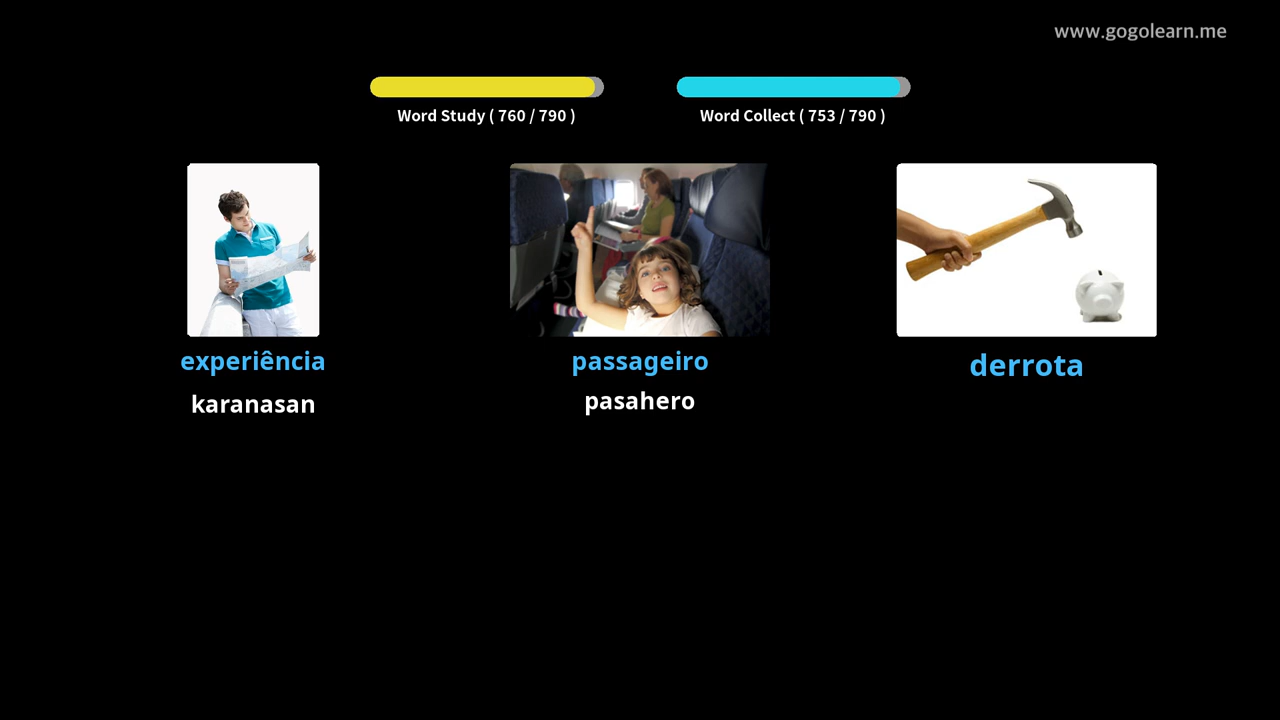 www.gogolearn.me
Word Study ( 760 / 790 )
Word Collect ( 753 / 790 )
experiência
karanasan
passageiro
pasahero
derrota